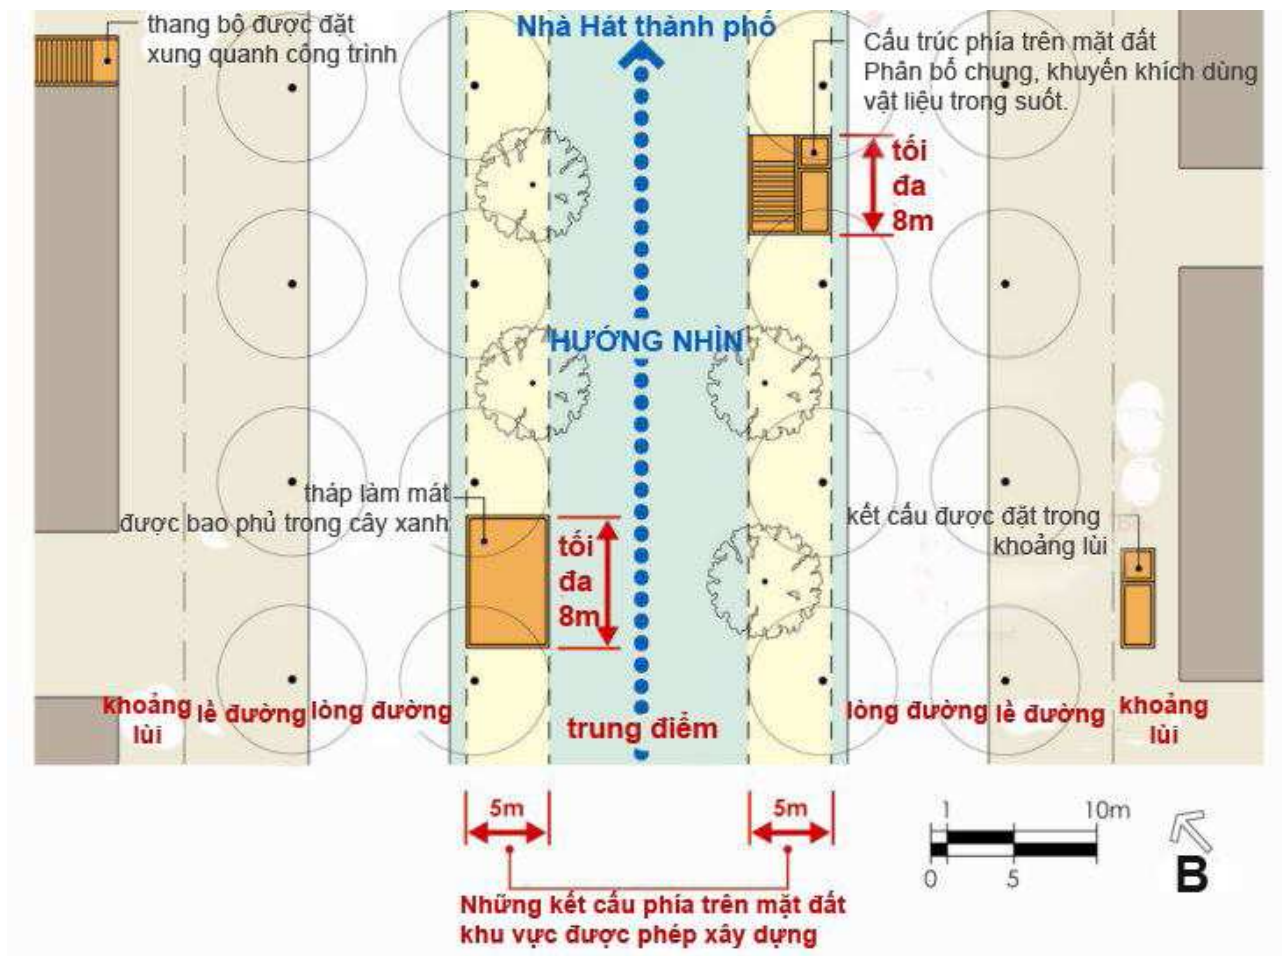 thang bộ được đặt
xung quanh công trình
Nhà Hát thành phố
Cấu trúc phía trên mặt đất
Phân bố chung, khuyến khích dùng
vật liệu trong suốt.
tối
đa
8m
HƯỚNG NHÌN
tháp làm mát
được bao phủ trong cây xanh
kết cấu được đặt trong
khoảng lùi
tối
đa
8m
khoảng
lùi
lề đường
lòng đường
trung điểm
lòng đường
lề đường
khoảng
lùi
5m
5m
1
10m
0
5
B
Những kết cấu phía trên mặt đất
khu vực được phép xây dựng